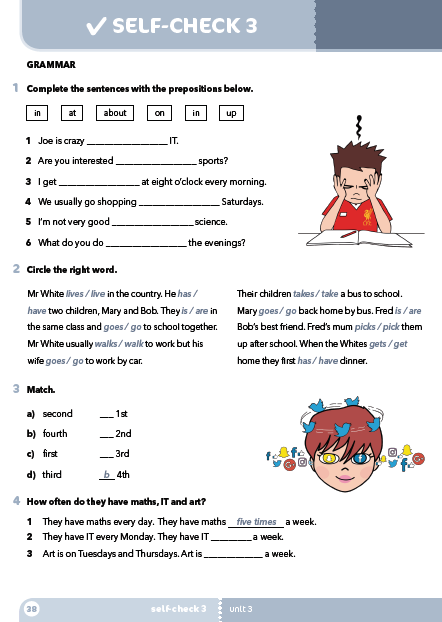 ✓ SELF-CHECK 3
GRAMMAR
1 Complete the sentences with the prepositions below.
in at about on in up
1 Joe is crazy _________________ IT.
2 Are you interested _________________ sports?
3 I get _________________ at eight o'clock every morning.
4 We usually go shopping _________________ Saturdays.
5 I'm not very good _________________ science.
6 What do you do _________________ the evenings?
2 Circle the right word.
Mr White lives / live in the country. He has /
have two children, Mary and Bob. They is / are in
the same class and goes / go to school together.
Mr White usually walks / walk to work but his
wife goes / go to work by car.
Their children takes / take a bus to school.
Mary goes / go back home by bus. Fred is / are
Bob's best friend. Fred's mum picks / pick them
up after school. When the Whites gets / get
home they first has / have dinner.
3 Match.
a) second ___ 1st
b) fourth ___ 2nd
c) first ___ 3rd
d) third _b_ 4th
4 How often do they have maths, IT and art?
1 They have maths every day. They have maths _five times_ a week.
2 They have IT every Monday. They have IT _________ a week.
3 Art is on Tuesdays and Thursdays. Art is _____________ a week.
38 self-check 3 unit 3